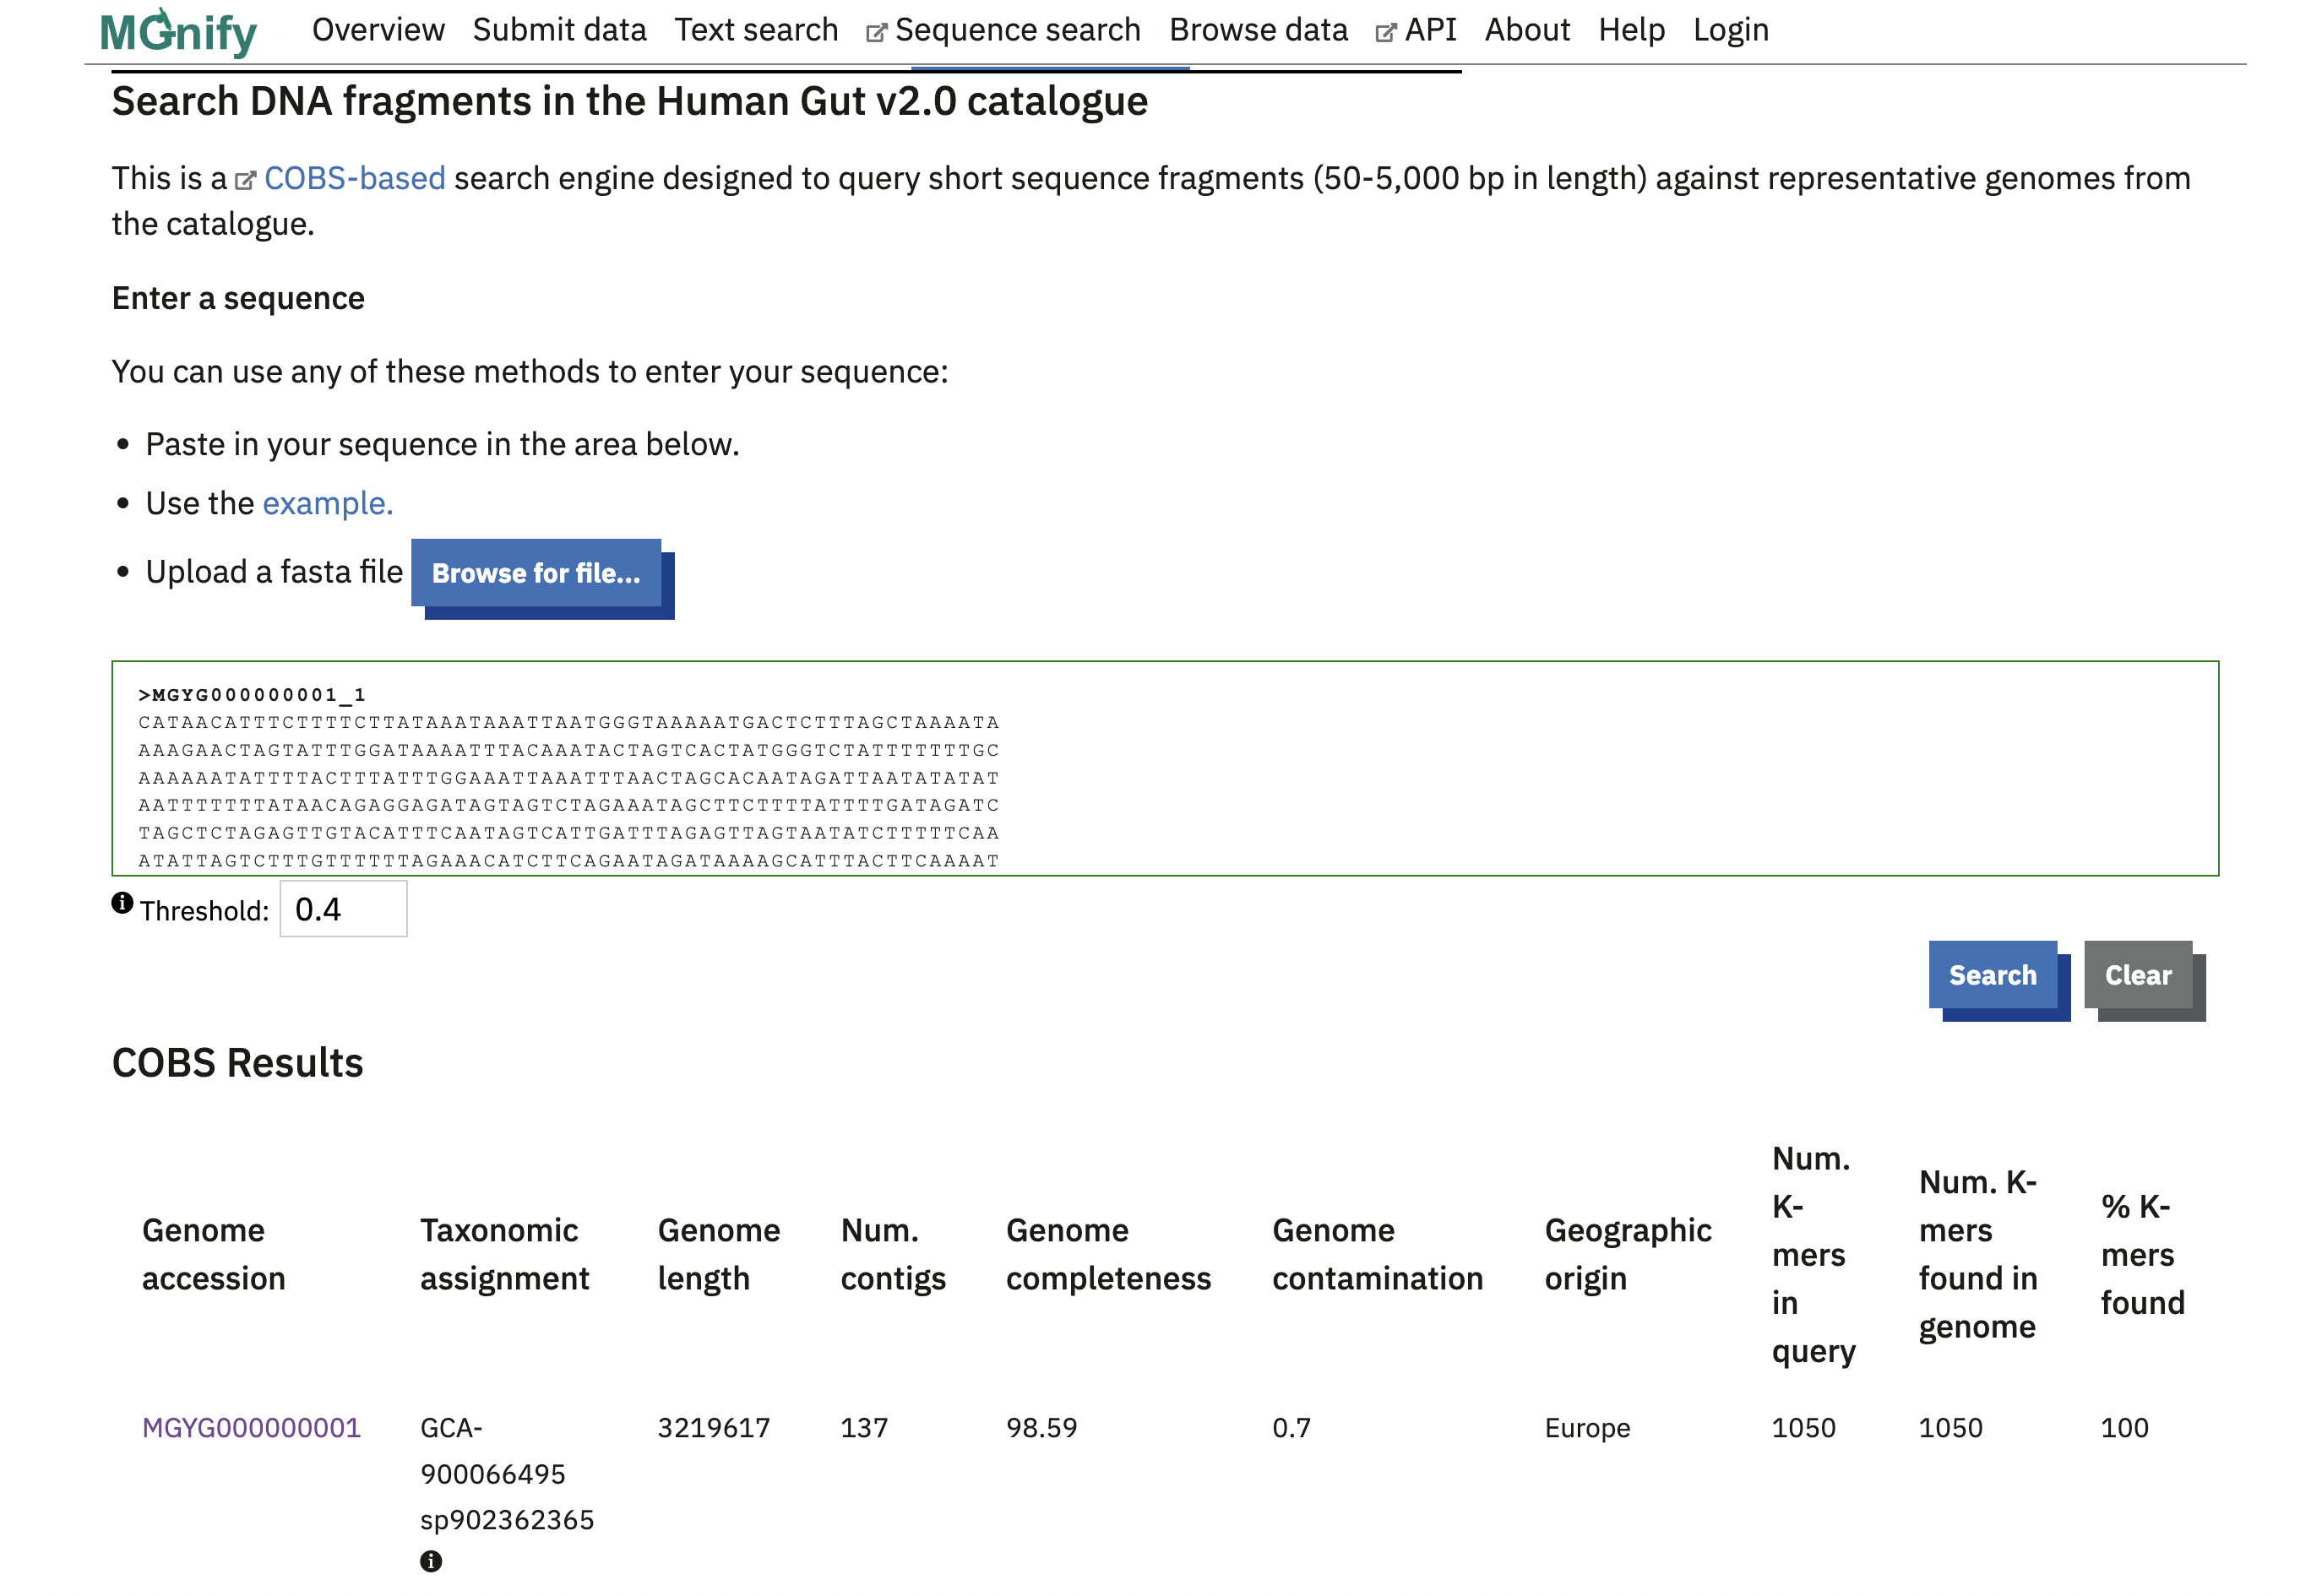 MGnify Overview Submit data Text search Sequence search Browse data API About Help Login
Search DNA fragments in the Human Gut v2.0 catalogue
This is a COBS-based search engine designed to query short sequence fragments (50-5,000 bp in length) against representative genomes from
the catalogue.
Enter a sequence
You can use any of these methods to enter your sequence:
• Paste in your sequence in the area below.
• Use the example.
• Upload a fasta file Browse for file...
>MGYG000000001_1
CATAACATTTCTTTTCTTATAAATAAATTAATGGGTAAAAATGACTCTTTAGCTAAAATA
AAAGAACTAGTATTTGGATAAAATTTACAAATACTAGTCACTATGGGTCTATTTTTTTGC
AAAAAATATTTTACTTTATTTGGAAATTAAATTTAACTAGCACAATAGATTAATATATAT
AATTTTTTTATAACAGAGGAGATAGTAGTCTAGAAATAGCTTCTTTTATTTTGATAGATC
TAGCTCTAGAGTTGTACATTTCAATAGTCATTGATTTAGAGTTAGTAATATCTTTTTCAA
ATATTAGTCTTTGTTTTTTAGAAACATCTTCAGAATAGATAAAAGCATTTACTTCAAAAT
Threshold: 0.4
Search Clear
COBS Results
Genome accession
Taxonomic assignment
Genome length
Num. contigs
Genome completeness
Genome contamination
Geographic origin
Num. K-mers in query
Num. K-mers found in genome
% K-mers found
MGYG000000001 GCA- 3219617 137 98.59 0.7 Europe 1050 1050 100
900066495
sp902362365